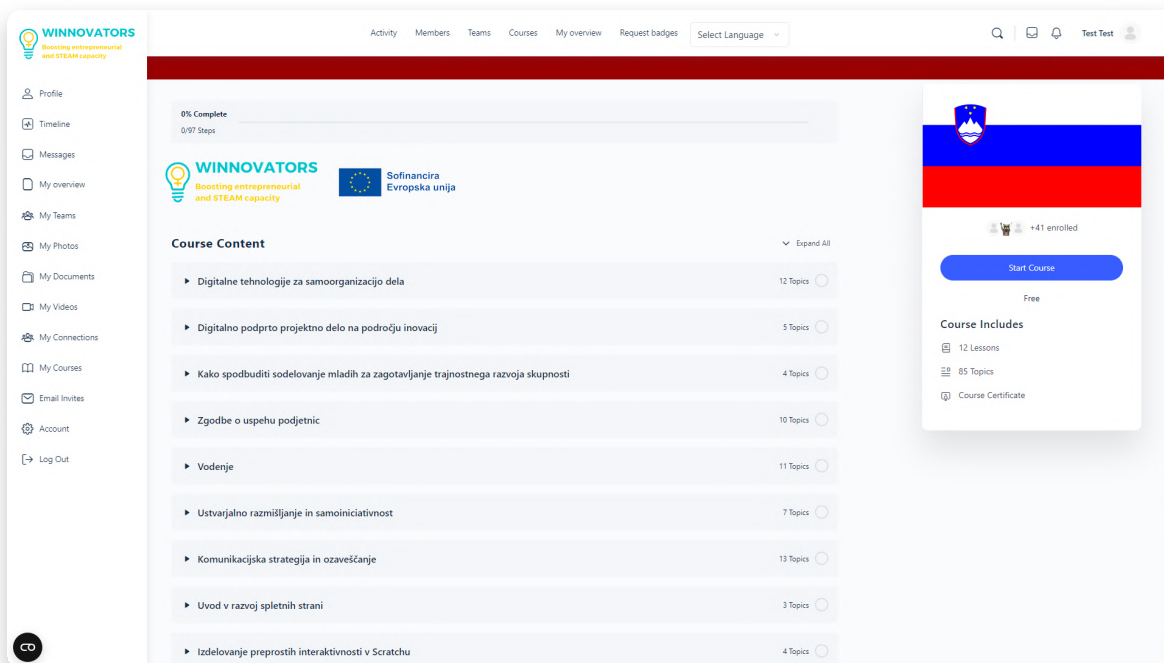 WINNOVATORS
Boosting entrepreneurial
and STEAM capacity
Activity Members Teams Courses My overview Request badges Select Language
Test Test
Profile
Timeline
Messages
My overview
My Teams
My Photos
My Documents
My Videos
My Connections
My Courses
Email Invites
Account
Log Out
0% Complete
0/97 Steps
WINNOVATORS
Boosting entrepreneurial
and STEAM capacity
Sofinancira
Evropska unija
Course Content
Expand All
Digitalne tehnologije za samoorganizacijo dela 12 Topics
Digitalno podprto projektno delo na področju inovacij 5 Topics
Kako spodbuditi sodelovanje mladih za zagotavljanje trajnostnega razvoja skupnosti 4 Topics
Zgodbe o uspehu podjetnic 10 Topics
Vodenje 11 Topics
Ustvarjalno razmišljanje in samoiniciativnost 7 Topics
Komunikacijska strategija in ozaveščanje 13 Topics
Uvod v razvoj spletnih strani 3 Topics
Izdelovanje preprostih interaktivnosti v Scratchu 4 Topics
+41 enrolled
Start Course
Free
Course Includes
12 Lessons
85 Topics
Course Certificate